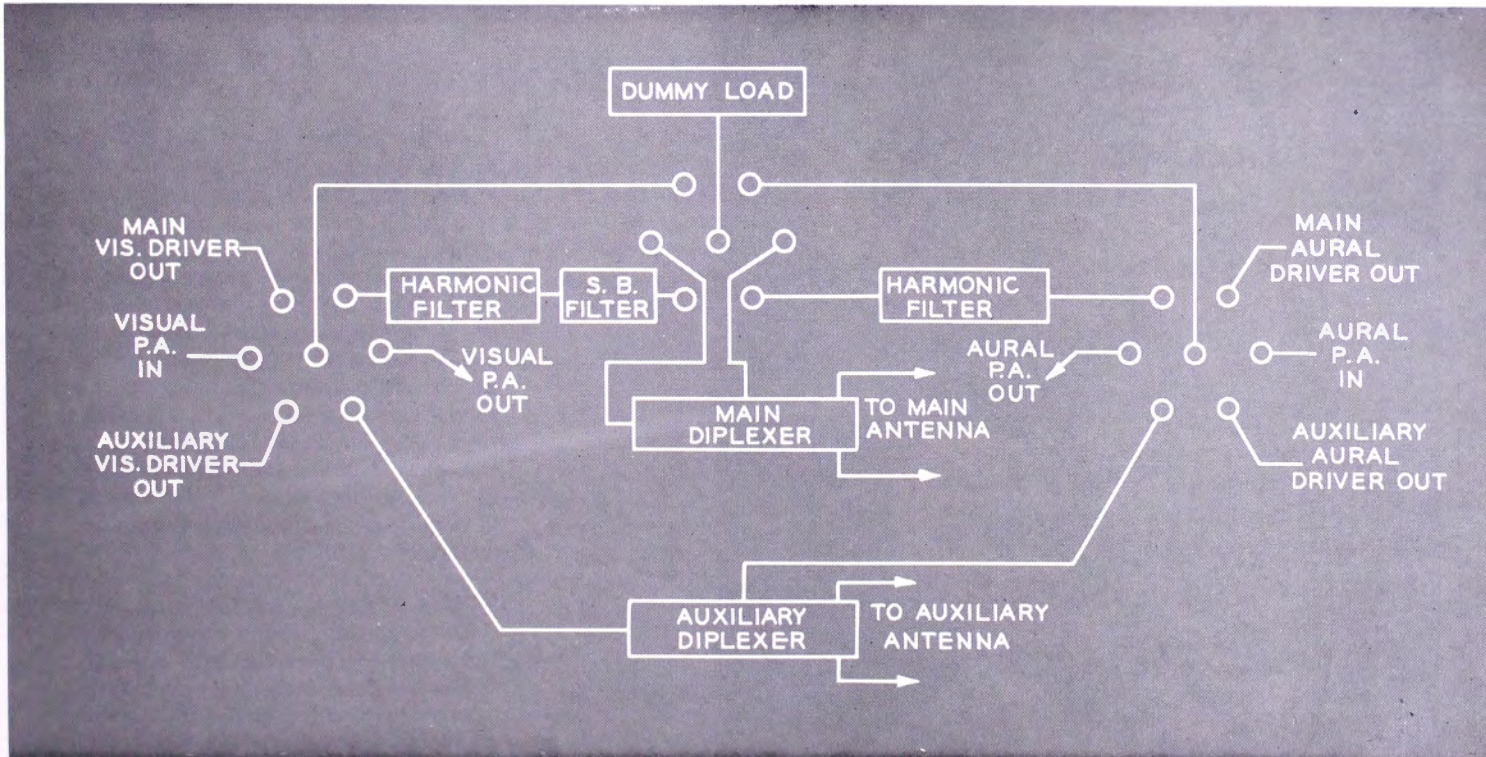 DUMMY LOAD
MAIN
VIS. DRIVER
OUT
VISUAL
P.A.
IN
AUXILIARY
VIS. DRIVER
OUT
HARMONIC
FILTER
S. B.
FILTER
VISUAL
P.A.
OUT
MAIN
DIPLEXER
TO MAIN
ANTENNA
HARMONIC
FILTER
AURAL
P.A.
OUT
MAIN
AURAL
DRIVER OUT
AURAL
P.A.
IN
AUXILIARY
AURAL
DRIVER OUT
AUXILIARY
DIPLEXER
TO AUXILIARY
ANTENNA